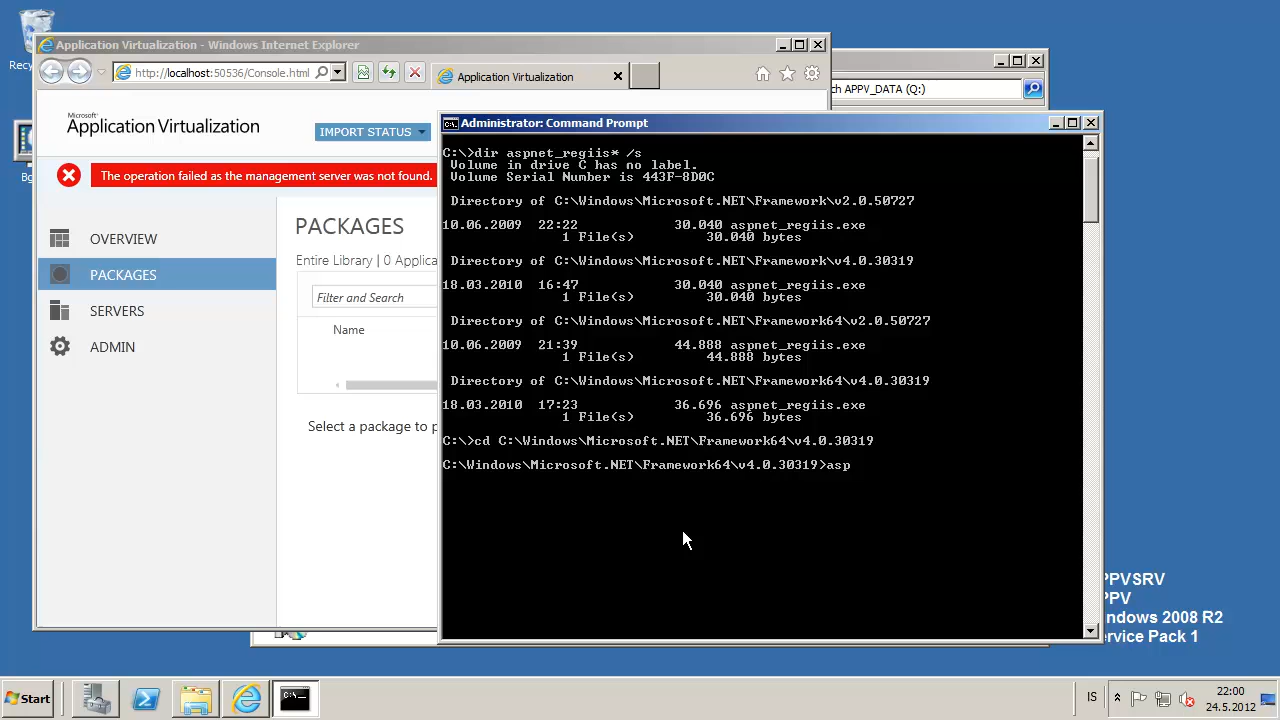 Recy
Bg
Application Virtualization - Windows Internet Explorer
http://localhost:50536/Console.html
Application Virtualization
ch APPV_DATA (Q:)
Microsoft
Application Virtualization
IMPORT STATUS
The operation failed as the management server was not found.
OVERVIEW
PACKAGES
SERVERS
ADMIN
PACKAGES
Entire Library | 0 Applica
Filter and Search
Name
Select a package to p
Administrator: Command Prompt
C:\>dir aspnet_regiis* /s
Volume in drive C has no label.
Volume Serial Number is 443F-8D0C
Directory of C:\Windows\Microsoft.NET\Framework\v2.0.50727
10.06.2009 22:22 30.040 aspnet_regiis.exe
1 File(s) 30.040 bytes
Directory of C:\Windows\Microsoft.NET\Framework\v4.0.30319
18.03.2010 16:47 30.040 aspnet_regiis.exe
1 File(s) 30.040 bytes
Directory of C:\Windows\Microsoft.NET\Framework64\v2.0.50727
10.06.2009 21:39 44.888 aspnet_regiis.exe
1 File(s) 44.888 bytes
Directory of C:\Windows\Microsoft.NET\Framework64\v4.0.30319
18.03.2010 17:23 36.696 aspnet_regiis.exe
1 File(s) 36.696 bytes
C:\>cd C:\Windows\Microsoft.NET\Framework64\v4.0.30319
C:\Windows\Microsoft.NET\Framework64\v4.0.30319>asp
PPVSRV
PPV
ndows 2008 R2
ervice Pack 1
Start
IS
22:00
24.5.2012